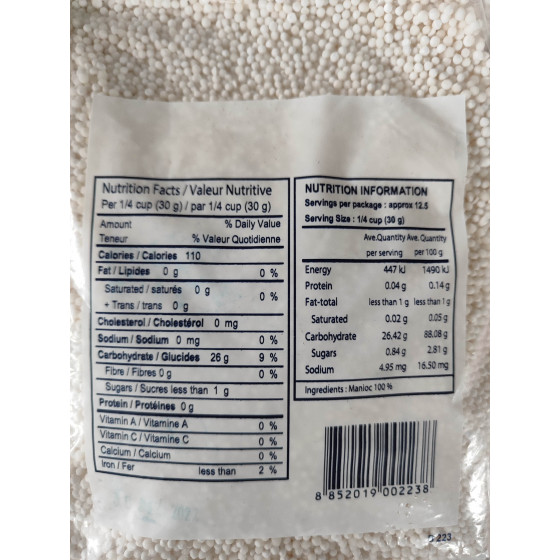 Nutrition Facts / Valeur Nutritive
Per 1/4 cup (30 g) / par 1/4 cup (30 g)
Amount % Daily Value
Teneur % Valeur Quotidienne
Calories / Calories 110
Fat / Lipides 0 g 0 %
Saturated / saturés 0 g
+ Trans / trans 0 g 0 %
Cholesterol / Cholestérol 0 mg
Sodium / Sodium 0 mg 0 %
Carbohydrate / Glucides 26 g 9 %
Fibre / Fibres 0 g 0 %
Sugars / Sucres less than 1 g
Protein / Protéines 0 g
Vitamin A / Vitamine A 0 %
Vitamin C / Vitamine C 0 %
Calcium / Calcium 0 %
Iron / Fer less than 2 %
NUTRITION INFORMATION
Servings per package : approx 12.5
Serving Size : 1/4 cup (30 g)
Ave.Quantity Ave. Quantity
per serving per 100 g
Energy 447 kJ 1490 kJ
Protein 0.04 g 0.14 g
Fat-total less than 1 g less than 1 g
Saturated 0.02 g 0.05 g
Carbohydrate 26.42 g 88.08 g
Sugars 0.84 g 2.81 g
Sodium 4.95 mg 16.50 mg
Ingredients : Manioc 100 %
8 852019 002238